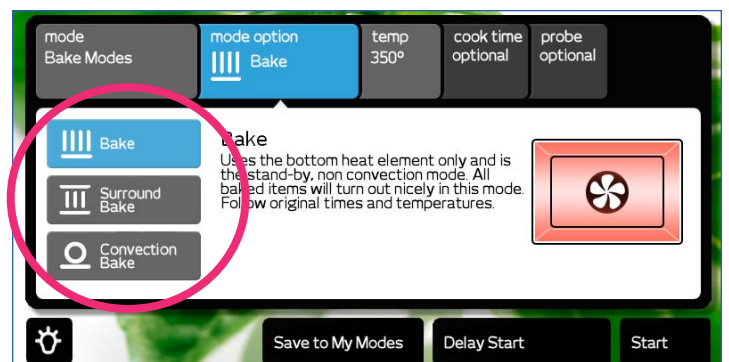 mode
Bake Modes
mode option
Bake
temp
350°
cook time
optional
probe
optional
Bake
Surround
Bake
Convection
Bake
Bake
Uses the bottom heat element only and is
the stand-by, non convection mode. All
baked items will turn out nicely in this mode.
Follow original times and temperatures.
Save to My Modes
Delay Start
Start